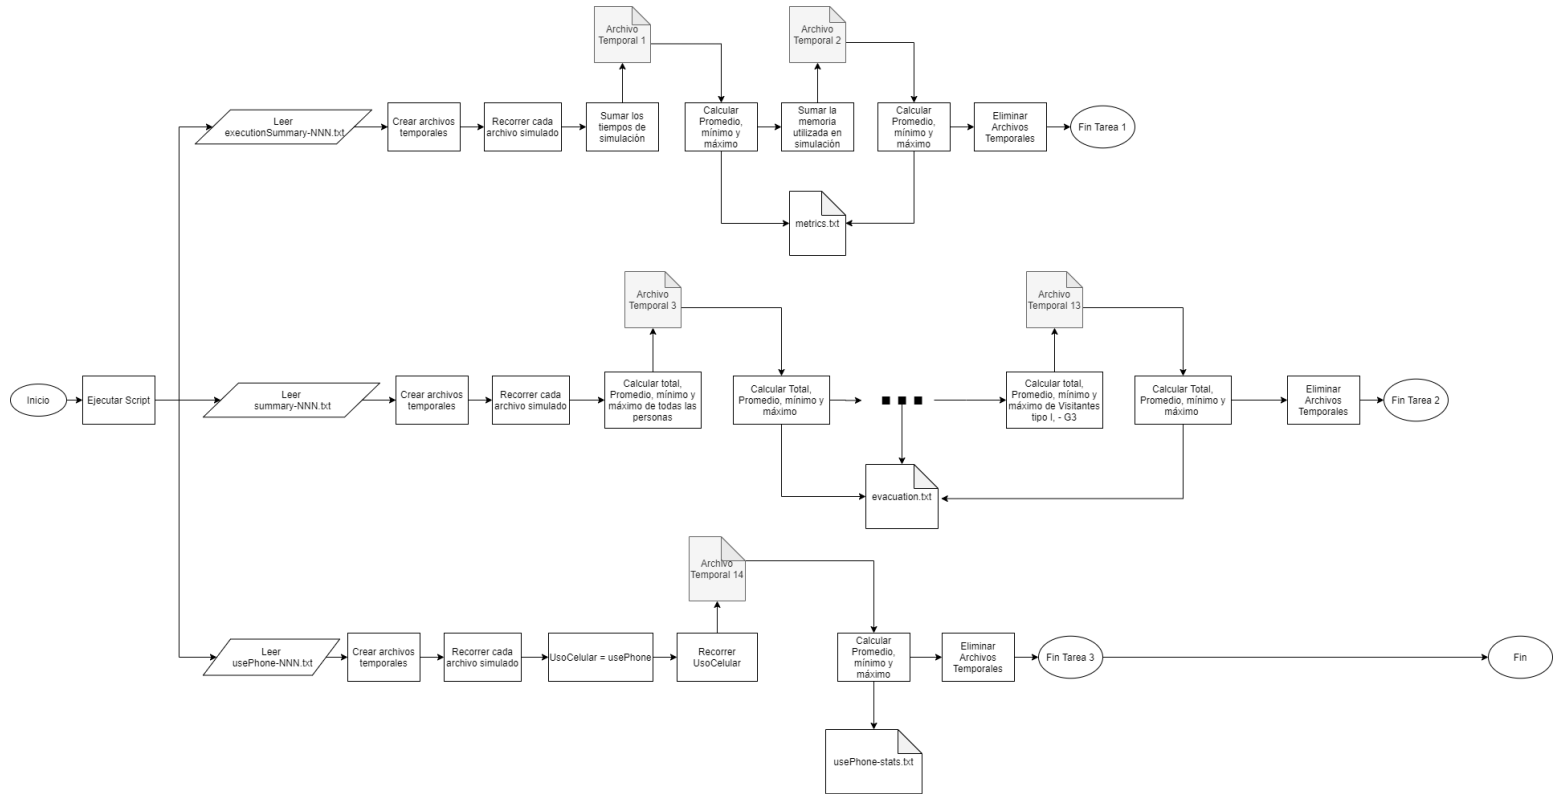 Archivo
Temporal 1
Archivo
Temporal 2
Leer
executionSummary-NNN.txt
Crear archivos
temporales
Recorrer cada
archivo simulado
Sumar los
tiempos de
simulación
Calcular
Promedio,
mínimo y
máximo
Sumar la
memoria
utilizada en
simulación
Calcular
Promedio,
mínimo y
máximo
Eliminar
Archivos
Temporales
Fin Tarea 1
metrics.txt
Archivo
Temporal 3
Archivo
Temporal 13
Inicio
Ejecutar Script
Leer
summary-NNN.txt
Crear archivos
temporales
Recorrer cada
archivo simulado
Calcular total,
Promedio, mínimo y
máximo de todas las
personas
Calcular Total,
Promedio, mínimo y
máximo
Calcular total,
Promedio, mínimo y
máximo de Visitantes
tipo I, - G3
Calcular Total,
Promedio, mínimo y
máximo
Eliminar
Archivos
Temporales
Fin Tarea 2
evacuation.txt
Archivo
Temporal 14
Leer
usePhone-NNN.txt
Crear archivos
temporales
Recorrer cada
archivo simulado
UsoCelular = usePhone
Recorrer
UsoCelular
Calcular
Promedio,
mínimo y
máximo
Eliminar
Archivos
Temporales
Fin Tarea 3
Fin
usePhone-stats.txt